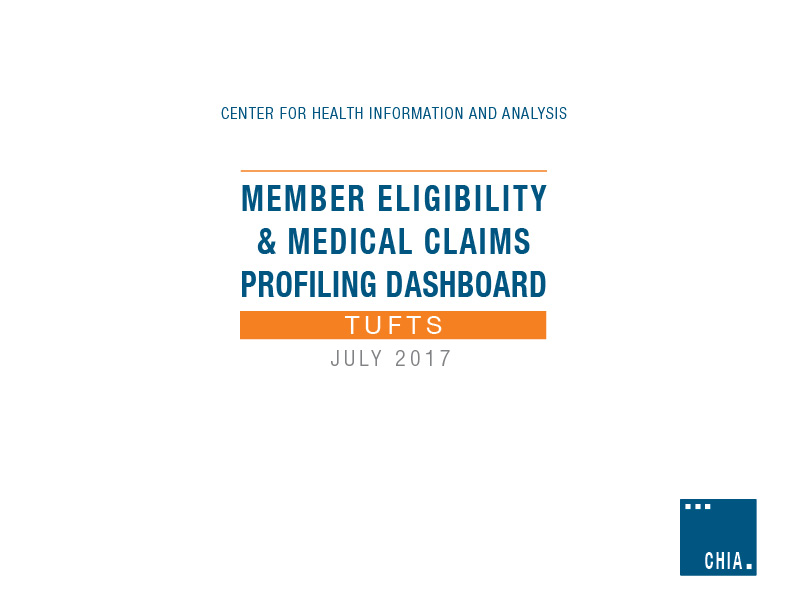 CENTER FOR HEALTH INFORMATION AND ANALYSIS
MEMBER ELIGIBILITY
& MEDICAL CLAIMS
PROFILING DASHBOARD
TUFTS
JULY 2017
CHIA.